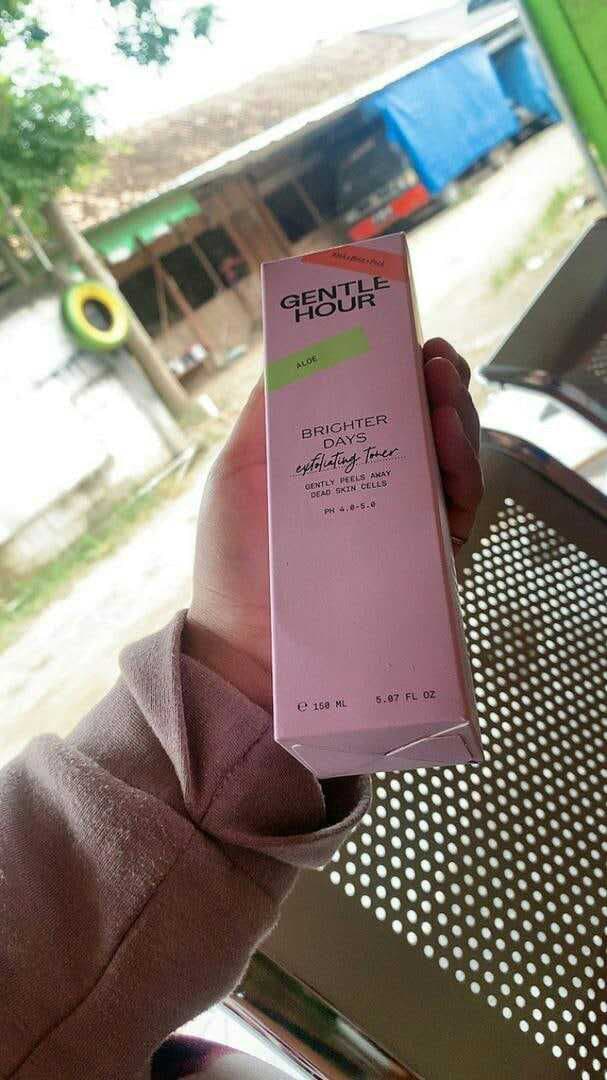 GENTLE
HOUR
ALOE
BRIGHTER
DAYS
exfoliating toner
GENTLY PEELS AWAY
DEAD SKIN CELLS
PH 4.0-5.0
℮ 150 ML 5.07 FL OZ